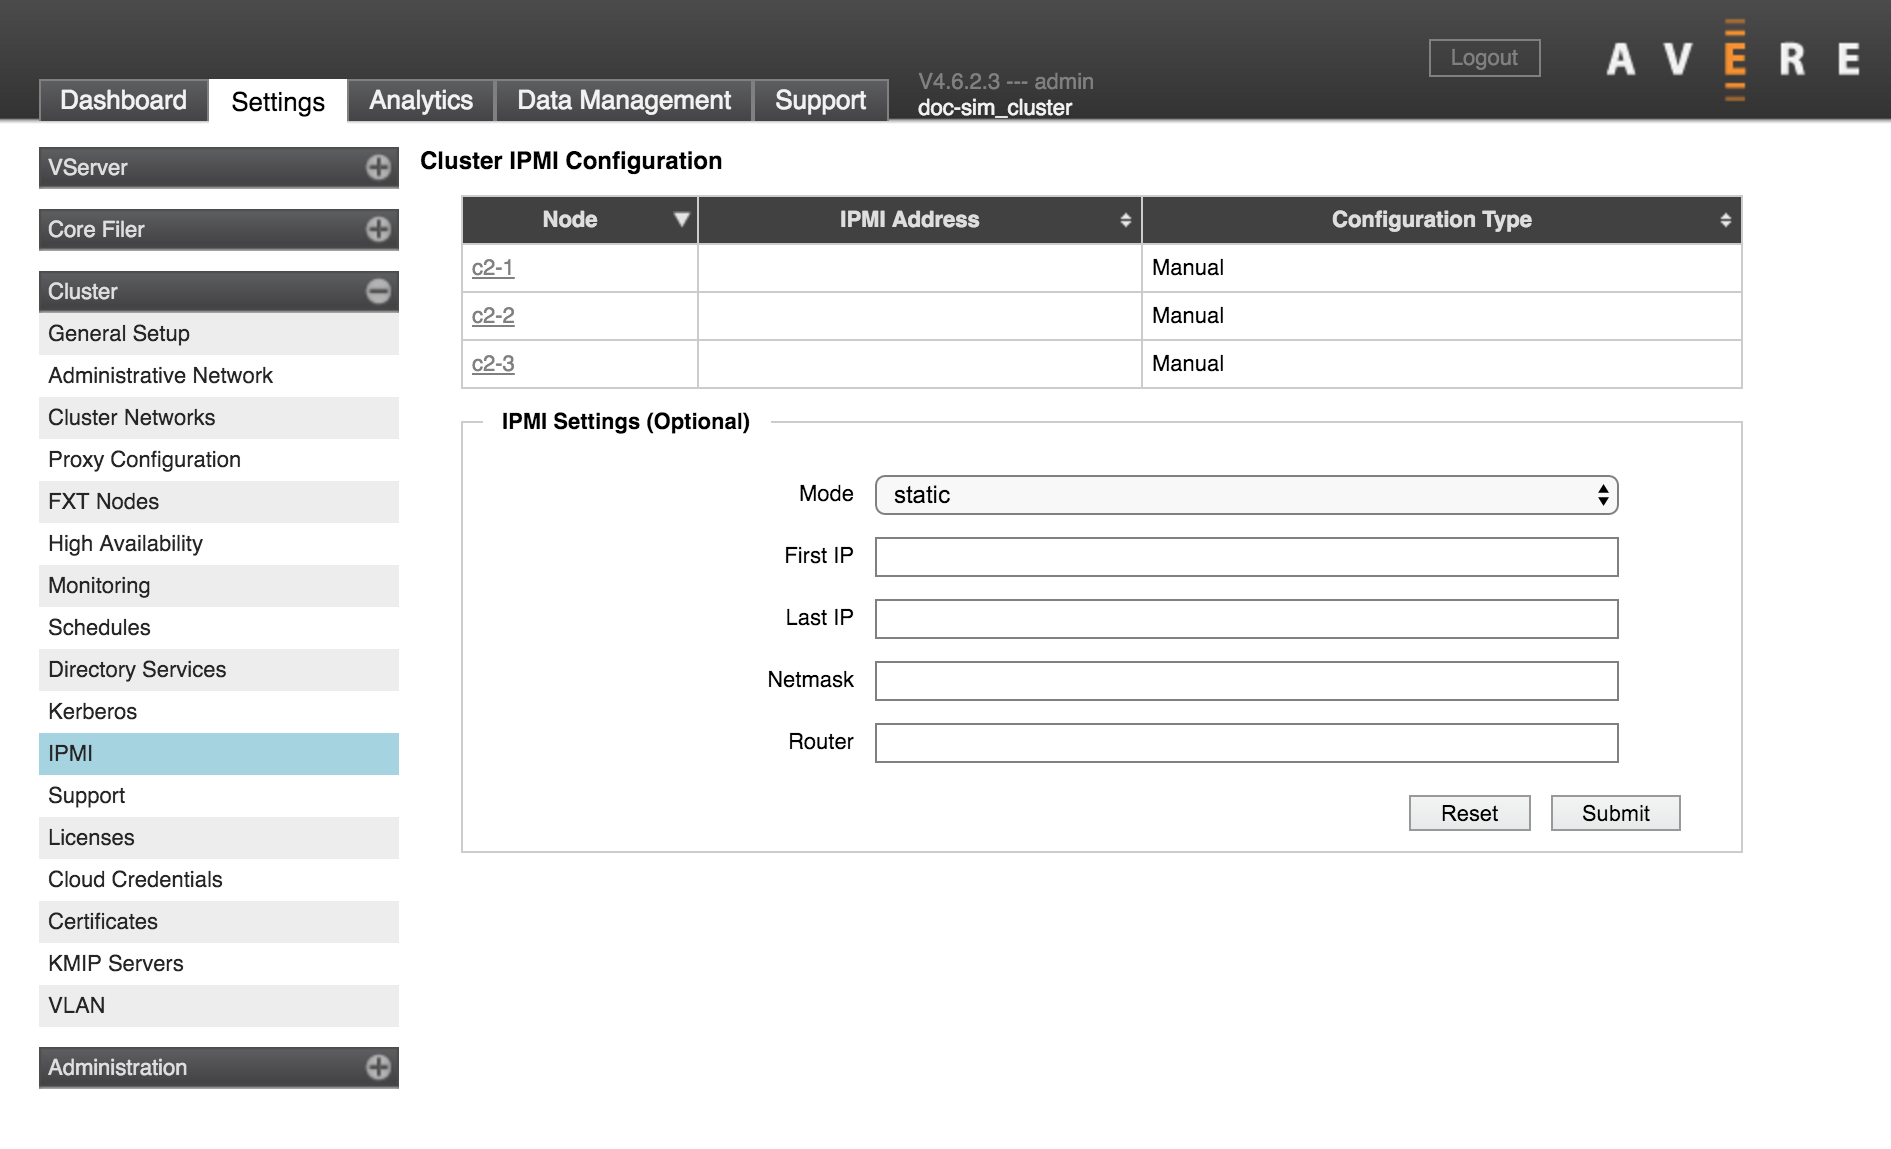 Logout
AVERE
Dashboard Settings Analytics Data Management Support
V4.6.2.3 --- admin
doc-sim_cluster
VServer
Core Filer
Cluster
General Setup
Administrative Network
Cluster Networks
Proxy Configuration
FXT Nodes
High Availability
Monitoring
Schedules
Directory Services
Kerberos
IPMI
Support
Licenses
Cloud Credentials
Certificates
KMIP Servers
VLAN
Administration
Cluster IPMI Configuration
Node IPMI Address Configuration Type
c2-1 Manual
c2-2 Manual
c2-3 Manual
IPMI Settings (Optional)
Mode static
First IP
Last IP
Netmask
Router
Reset Submit